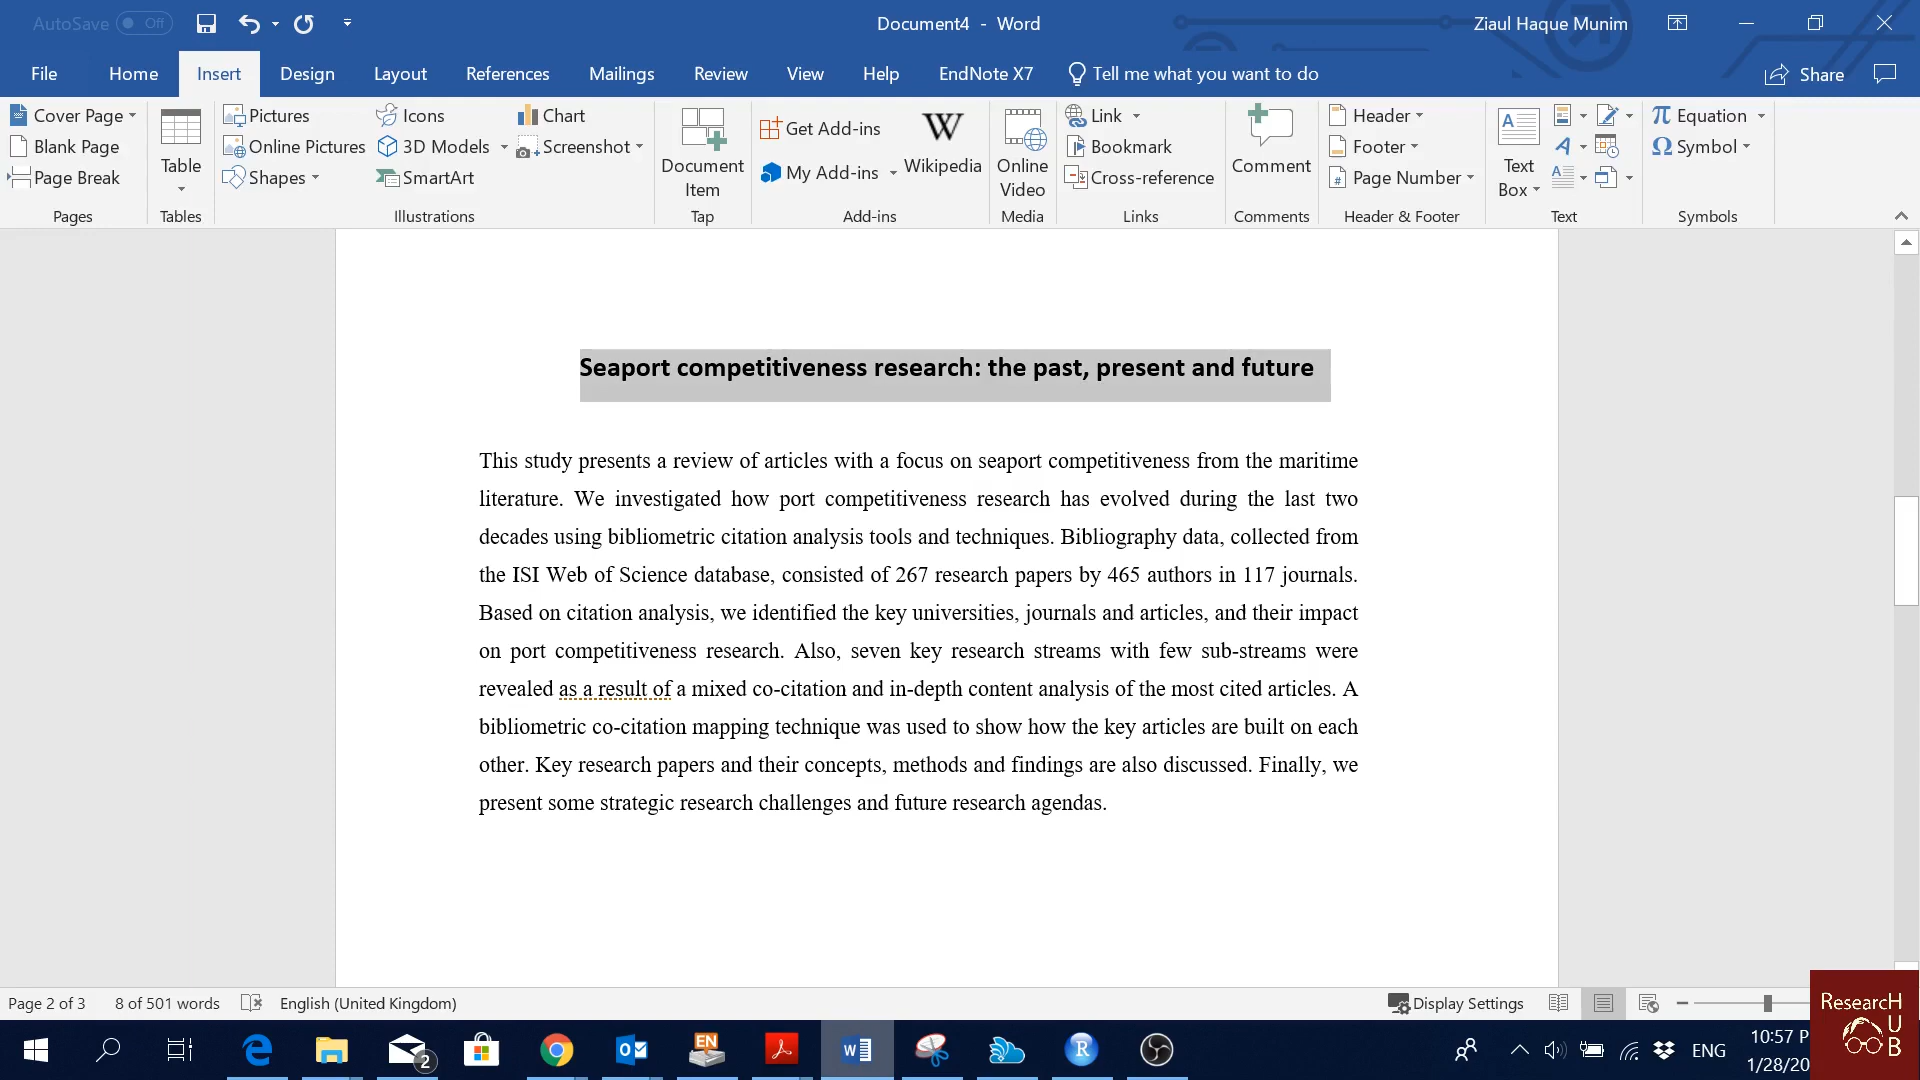 AutoSave Off
Document4 - Word
Ziaul Haque Munim
File Home Insert Design Layout References Mailings Review View Help EndNote X7 Tell me what you want to do Share
Cover Page
Blank Page
Page Break
Pages
Table
Tables
Pictures
Online Pictures
Shapes
Icons
3D Models
SmartArt
Chart
Screenshot
Illustrations
Document
Item
Tap
Get Add-ins
My Add-ins
W
Wikipedia
Add-ins
Online
Video
Media
Link
Bookmark
Cross-reference
Links
Comment
Comments
Header
Footer
Page Number
Header & Footer
Text
Box
Text
π Equation
Ω Symbol
Symbols
Seaport competitiveness research: the past, present and future
This study presents a review of articles with a focus on seaport competitiveness from the maritime
literature. We investigated how port competitiveness research has evolved during the last two
decades using bibliometric citation analysis tools and techniques. Bibliography data, collected from
the ISI Web of Science database, consisted of 267 research papers by 465 authors in 117 journals.
Based on citation analysis, we identified the key universities, journals and articles, and their impact
on port competitiveness research. Also, seven key research streams with few sub-streams were
revealed as a result of a mixed co-citation and in-depth content analysis of the most cited articles. A
bibliometric co-citation mapping technique was used to show how the key articles are built on each
other. Key research papers and their concepts, methods and findings are also discussed. Finally, we
present some strategic research challenges and future research agendas.
Page 2 of 3 8 of 501 words English (United Kingdom) Display Settings
ResearcH
U
B
2
EN
W
R
ENG
10:57 P
1/28/20